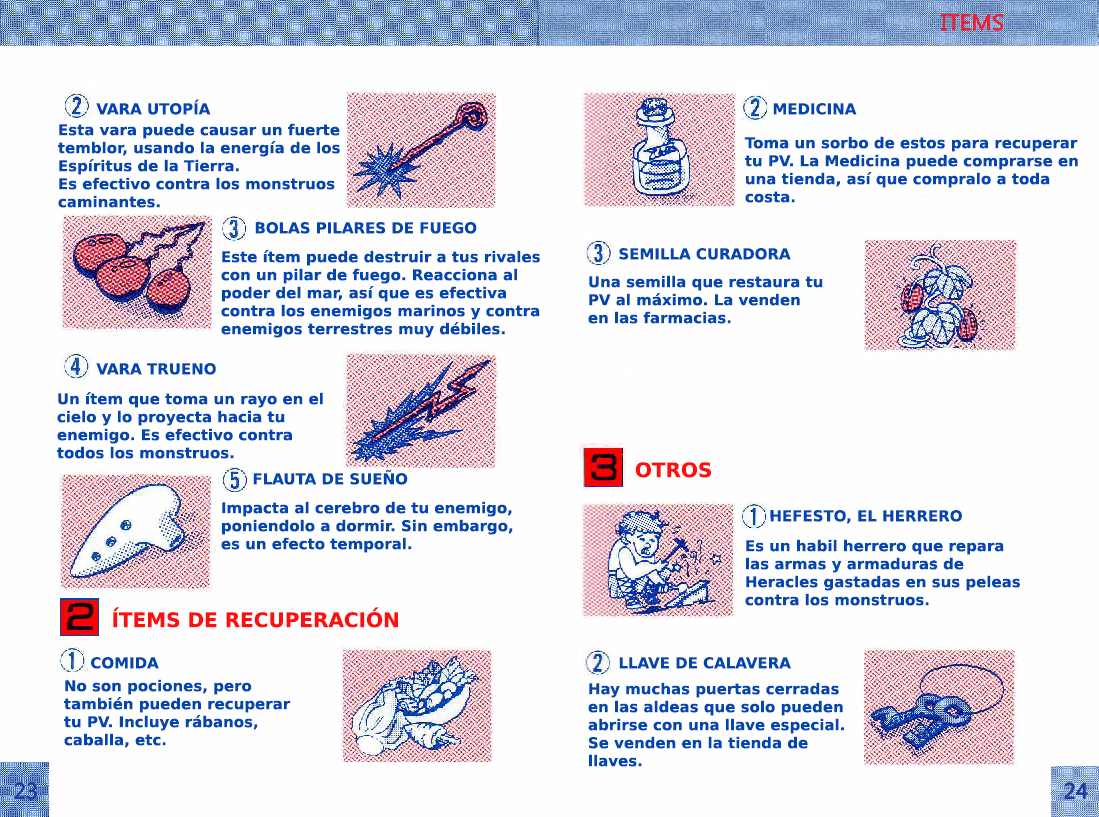 ITEMS
2 VARA UTOPÍA
Esta vara puede causar un fuerte
temblor, usando la energía de los
Espíritus de la Tierra.
Es efectivo contra los monstruos
caminantes.
3 BOLAS PILARES DE FUEGO
Este ítem puede destruir a tus rivales
con un pilar de fuego. Reacciona al
poder del mar, así que es efectiva
contra los enemigos marinos y contra
enemigos terrestres muy débiles.
4 VARA TRUENO
Un ítem que toma un rayo en el
cielo y lo proyecta hacia tu
enemigo. Es efectivo contra
todos los monstruos.
5 FLAUTA DE SUEÑO
Impacta al cerebro de tu enemigo,
poniendolo a dormir. Sin embargo,
es un efecto temporal.
2 ÍTEMS DE RECUPERACIÓN
1 COMIDA
No son pociones, pero
también pueden recuperar
tu PV. Incluye rábanos,
caballa, etc.
23
2 MEDICINA
Toma un sorbo de estos para recuperar
tu PV. La Medicina puede comprarse en
una tienda, así que compralo a toda
costa.
3 SEMILLA CURADORA
Una semilla que restaura tu
PV al máximo. La venden
en las farmacias.
3 OTROS
1 HEFESTO, EL HERRERO
Es un habil herrero que repara
las armas y armaduras de
Heracles gastadas en sus peleas
contra los monstruos.
2 LLAVE DE CALAVERA
Hay muchas puertas cerradas
en las aldeas que solo pueden
abrirse con una llave especial.
Se venden en la tienda de
llaves.
24